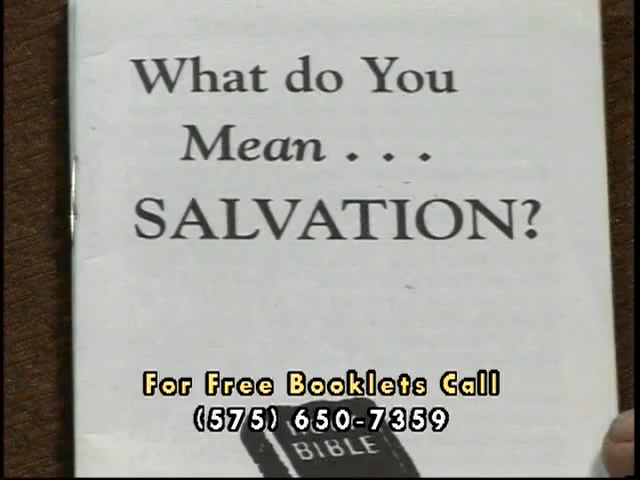 What do You
Mean . . .
SALVATION?
For Free Booklets Call
(575) 650-7359
BIBLE